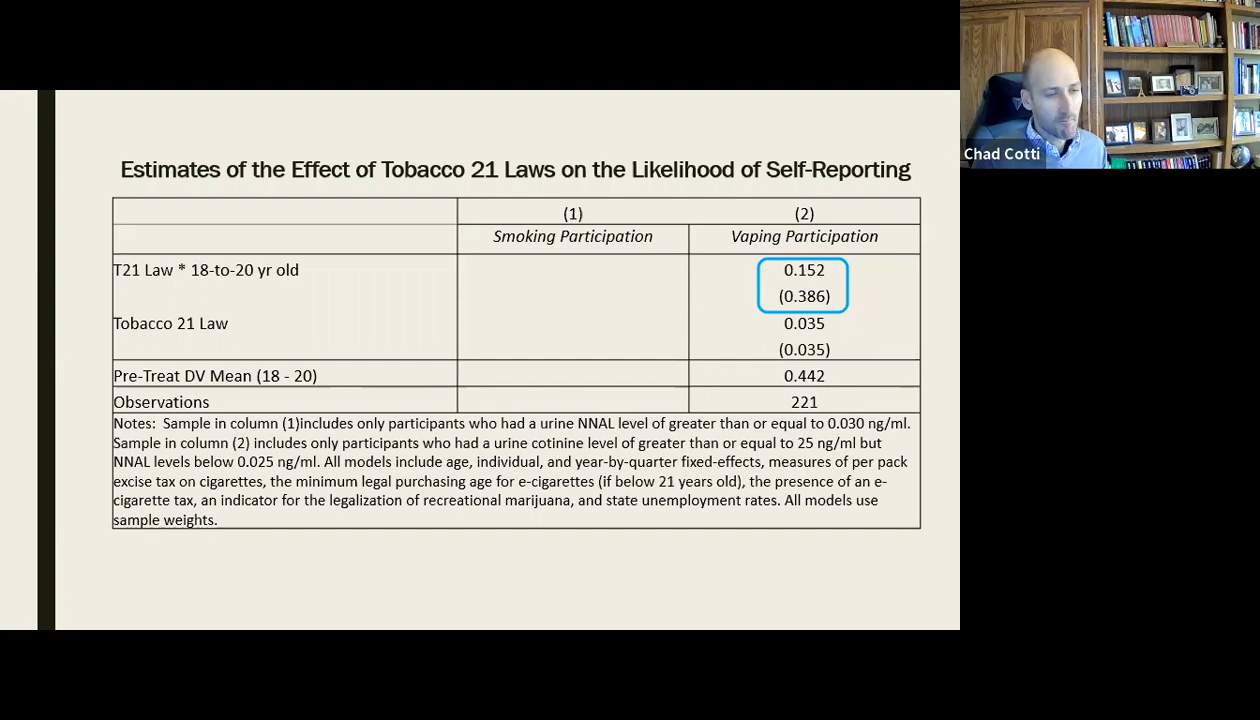 Chad Cotti
Estimates of the Effect of Tobacco 21 Laws on the Likelihood of Self-Reporting
(1) (2)
Smoking Participation Vaping Participation
T21 Law * 18-to-20 yr old 0.152
(0.386)
Tobacco 21 Law 0.035
(0.035)
Pre-Treat DV Mean (18 - 20) 0.442
Observations 221
Notes: Sample in column (1)includes only participants who had a urine NNAL level of greater than or equal to 0.030 ng/ml.
Sample in column (2) includes only participants who had a urine cotinine level of greater than or equal to 25 ng/ml but
NNAL levels below 0.025 ng/ml. All models include age, individual, and year-by-quarter fixed-effects, measures of per pack
excise tax on cigarettes, the minimum legal purchasing age for e-cigarettes (if below 21 years old), the presence of an e-
cigarette tax, an indicator for the legalization of recreational marijuana, and state unemployment rates. All models use
sample weights.